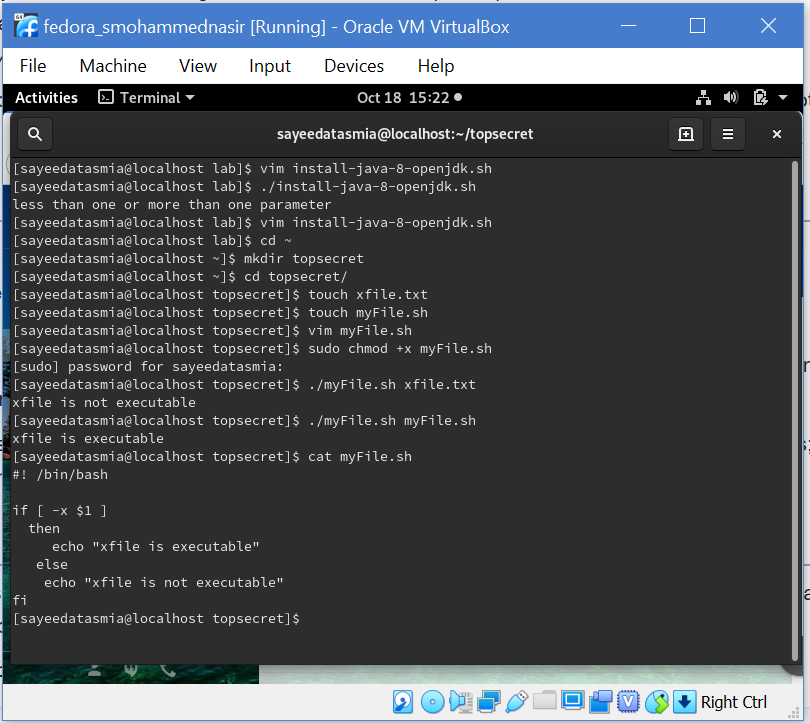 fedora_smohammednasir [Running] - Oracle VM VirtualBox
File Machine View Input Devices Help
Activities Terminal Oct 18 15:22
sayeedatasmia@localhost:~/topsecret
[sayeedatasmia@localhost lab]$ vim install-java-8-openjdk.sh
[sayeedatasmia@localhost lab]$ ./install-java-8-openjdk.sh
less than one or more than one parameter
[sayeedatasmia@localhost lab]$ vim install-java-8-openjdk.sh
[sayeedatasmia@localhost lab]$ cd ~
[sayeedatasmia@localhost ~]$ mkdir topsecret
[sayeedatasmia@localhost ~]$ cd topsecret/
[sayeedatasmia@localhost topsecret]$ touch xfile.txt
[sayeedatasmia@localhost topsecret]$ touch myFile.sh
[sayeedatasmia@localhost topsecret]$ vim myFile.sh
[sayeedatasmia@localhost topsecret]$ sudo chmod +x myFile.sh
[sudo] password for sayeedatasmia:
[sayeedatasmia@localhost topsecret]$ ./myFile.sh xfile.txt
xfile is not executable
[sayeedatasmia@localhost topsecret]$ ./myFile.sh myFile.sh
xfile is executable
[sayeedatasmia@localhost topsecret]$ cat myFile.sh
#! /bin/bash
if [ -x $1 ]
then
echo "xfile is executable"
else
echo "xfile is not executable"
fi
[sayeedatasmia@localhost topsecret]$
Right Ctrl